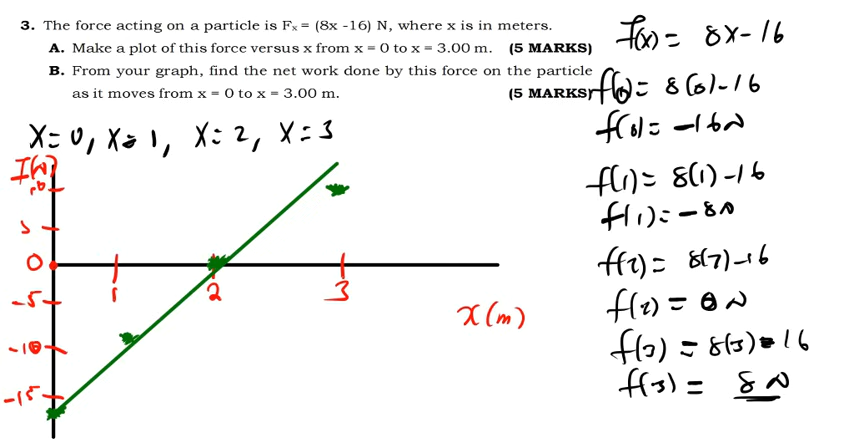 3. The force acting on a particle is Fₓ = (8x -16) N, where x is in meters.
A. Make a plot of this force versus x from x = 0 to x = 3.00 m. (5 MARKS)
B. From your graph, find the net work done by this force on the particle
as it moves from x = 0 to x = 3.00 m. (5 MARKS)
f(x) = 8x-16
f(0) = 8(0)-16
f(0) = -16N
f(1) = 8(1)-16
f(1) = -8N
f(2) = 8(2)-16
f(2) = 0 N
f(3) = 8(3)-16
f(3) = 8N
X=0, X=1, X=2, X=3
10
5
0
-5
-10
-15
1 2 3
x(m)